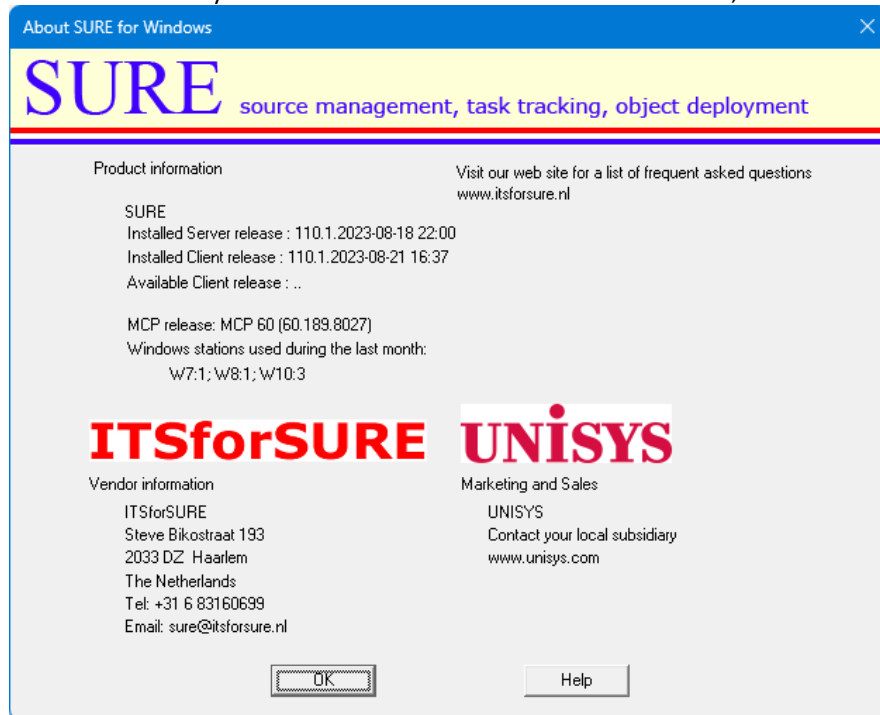 About SURE for Windows
SURE source management, task tracking, object deployment
Product information
Visit our web site for a list of frequent asked questions
www.itsforsure.nl
SURE
Installed Server release : 110.1.2023-08-18 22:00
Installed Client release : 110.1.2023-08-21 16:37
Available Client release : ..
MCP release: MCP 60 (60.189.8027)
Windows stations used during the last month:
W7:1; W8:1; W10:3
ITSforSURE
UNİSYS
Vendor information
ITSforSURE
Steve Bikostraat 193
2033 DZ Haarlem
The Netherlands
Tel: +31 6 83160699
Email: sure@itsforsure.nl
Marketing and Sales
UNISYS
Contact your local subsidiary
www.unisys.com
OK
Help